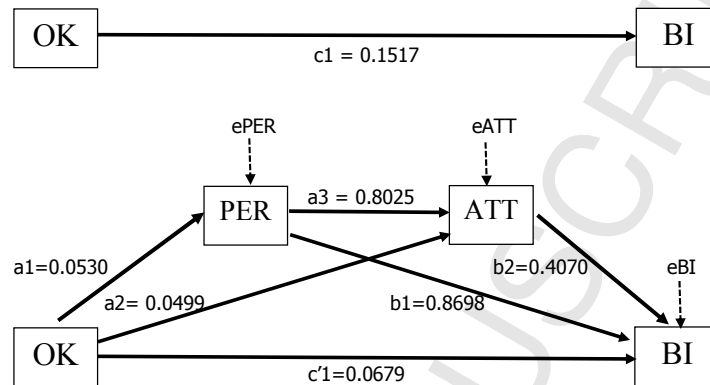 OK
BI
c1 = 0.1517
ePER
eATT
PER
a3 = 0.8025
ATT
a1=0.0530
a2= 0.0499
b1=0.8698
b2=0.4070
eBI
OK
BI
c'1=0.0679
USCR